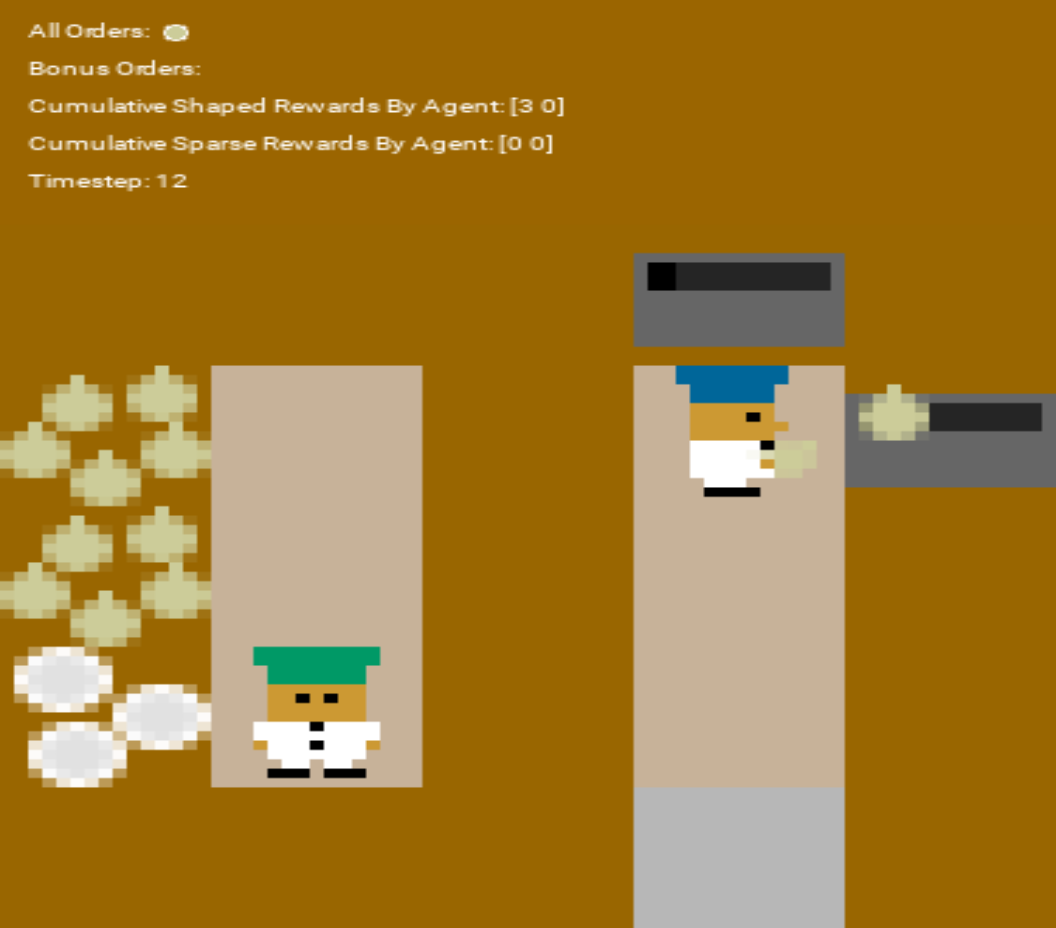 All Orders:
Bonus Orders:
Cumulative Shaped Rewards By Agent: [3 0]
Cumulative Sparse Rewards By Agent: [0 0]
Timestep: 12